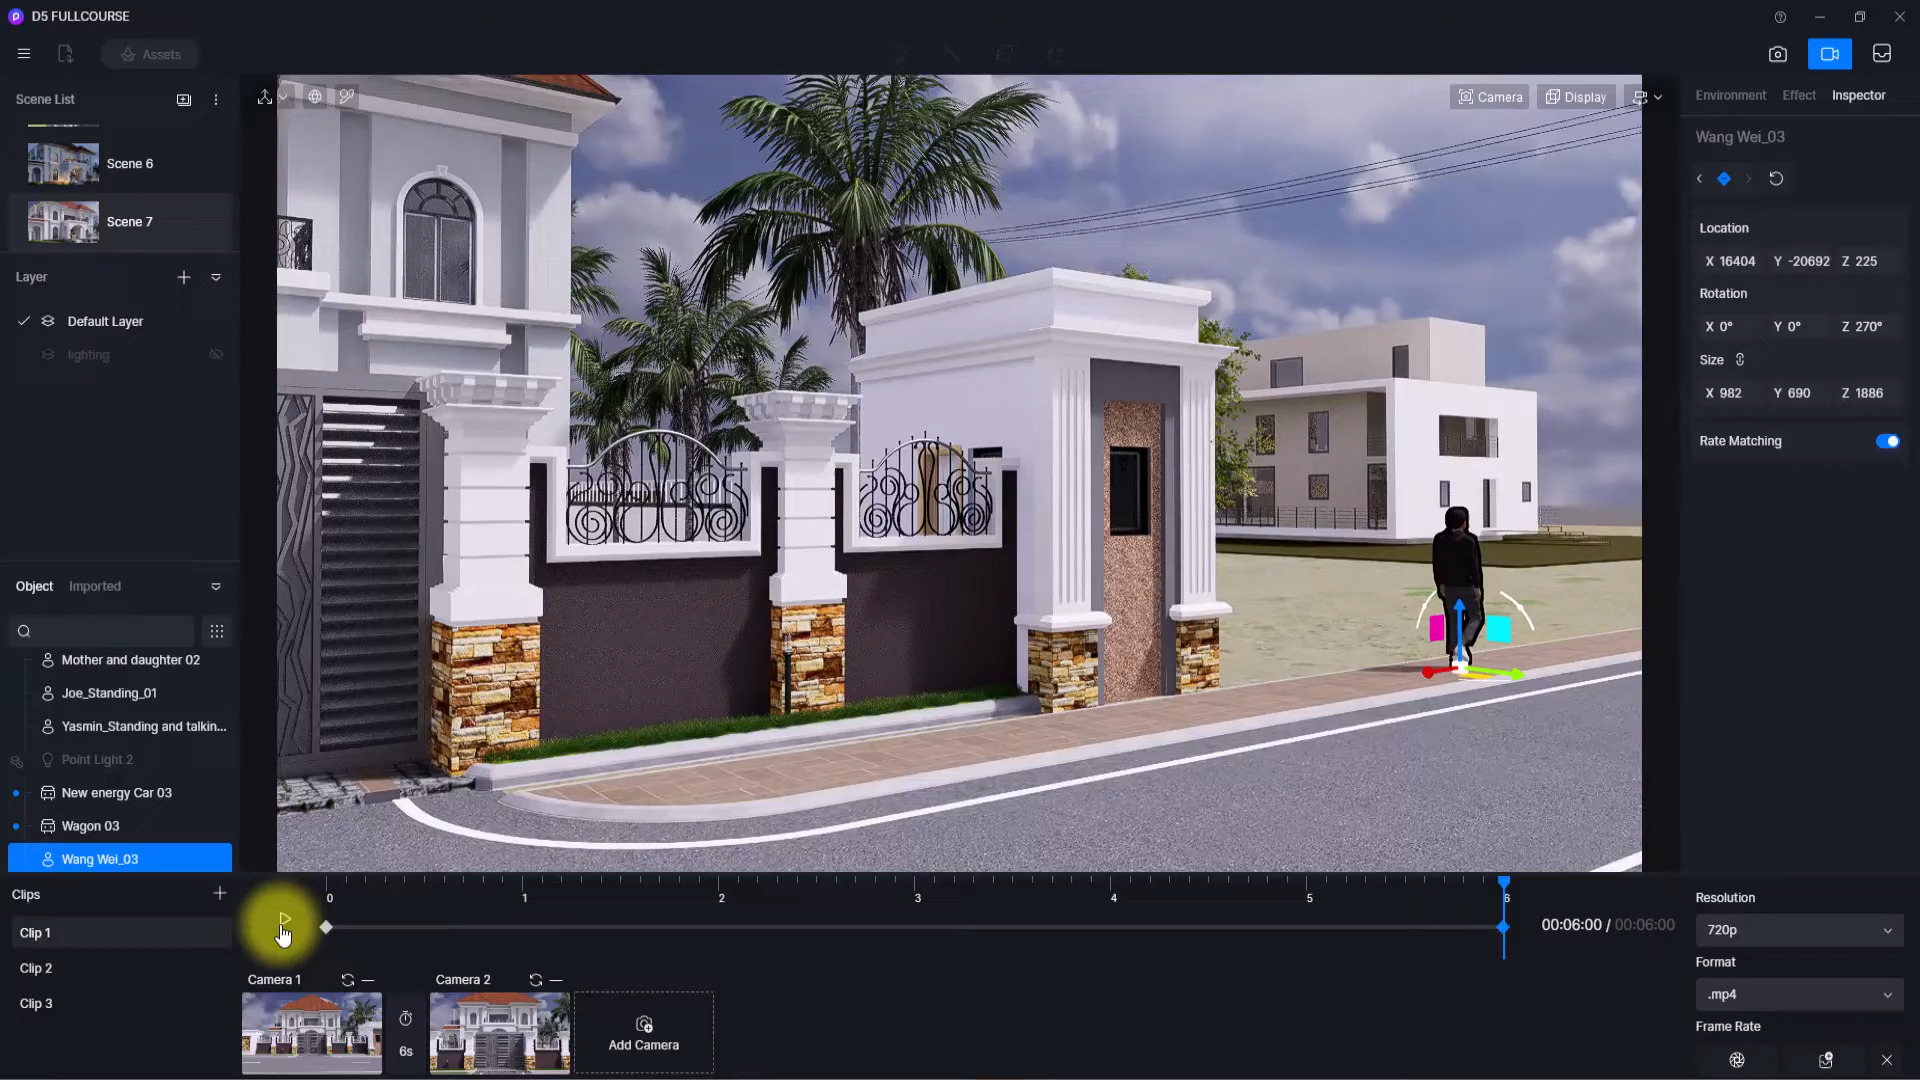 D5 FULLCOURSE
Assets
Scene List
Scene 6
Scene 7
Layer
Default Layer
lighting
Object Imported
Mother and daughter 02
Joe_Standing_01
Yasmin_Standing and talkin...
Point Light 2
New energy Car 03
Wagon 03
Wang Wei_03
Camera Display
Environment Effect Inspector
Wang Wei_03
Location
X 16404 Y -20692 Z 225
Rotation
X 0° Y 0° Z 270°
Size
X 982 Y 690 Z 1886
Rate Matching
Clips
Clip 1
Clip 2
Clip 3
0 1 2 3 4 5 6
00:06:00 / 00:06:00
Camera 1
6s
Camera 2
Add Camera
Resolution
720p
Format
.mp4
Frame Rate